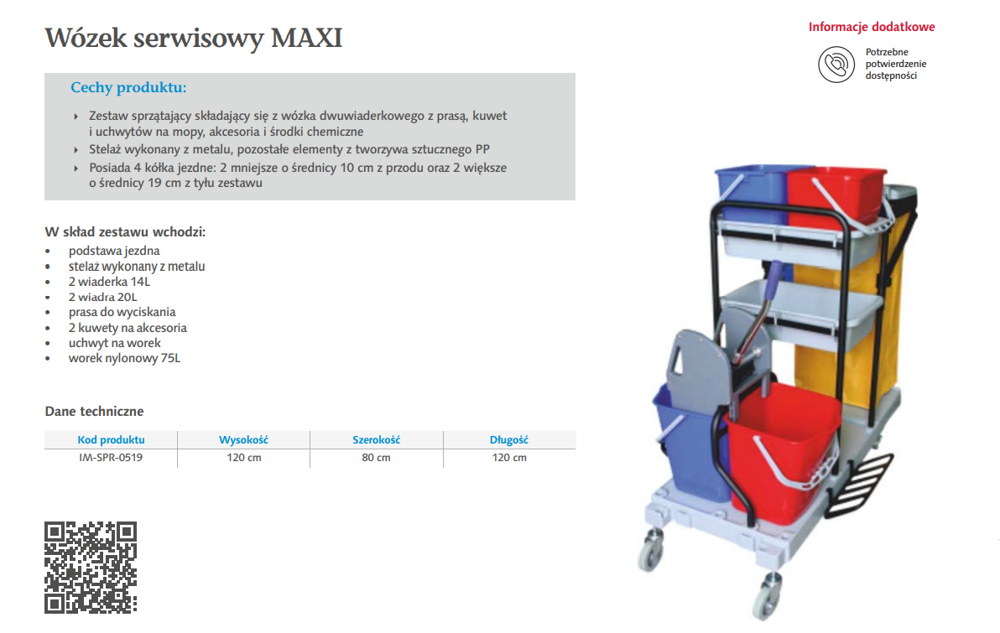 Wózek serwisowy MAXI
Informacje dodatkowe
Potrzebne
potwierdzenie
dostępności
Cechy produktu:
Zestaw sprzątający składający się z wózka dwuwiaderkowego z prasą, kuwet
i uchwytów na mopy, akcesoria i środki chemiczne
Stelaż wykonany z metalu, pozostałe elementy z tworzywa sztucznego PP
Posiada 4 kółka jezdne: 2 mniejsze o średnicy 10 cm z przodu oraz 2 większe
o średnicy 19 cm z tyłu zestawu
W skład zestawu wchodzi:
• podstawa jezdna
• stelaż wykonany z metalu
• 2 wiaderka 14L
• 2 wiadra 20L
• prasa do wyciskania
• 2 kuwety na akcesoria
• uchwyt na worek
• worek nylonowy 75L
Dane techniczne
Kod produktu Wysokość Szerokość Długość
IM-SPR-0519 120 cm 80 cm 120 cm